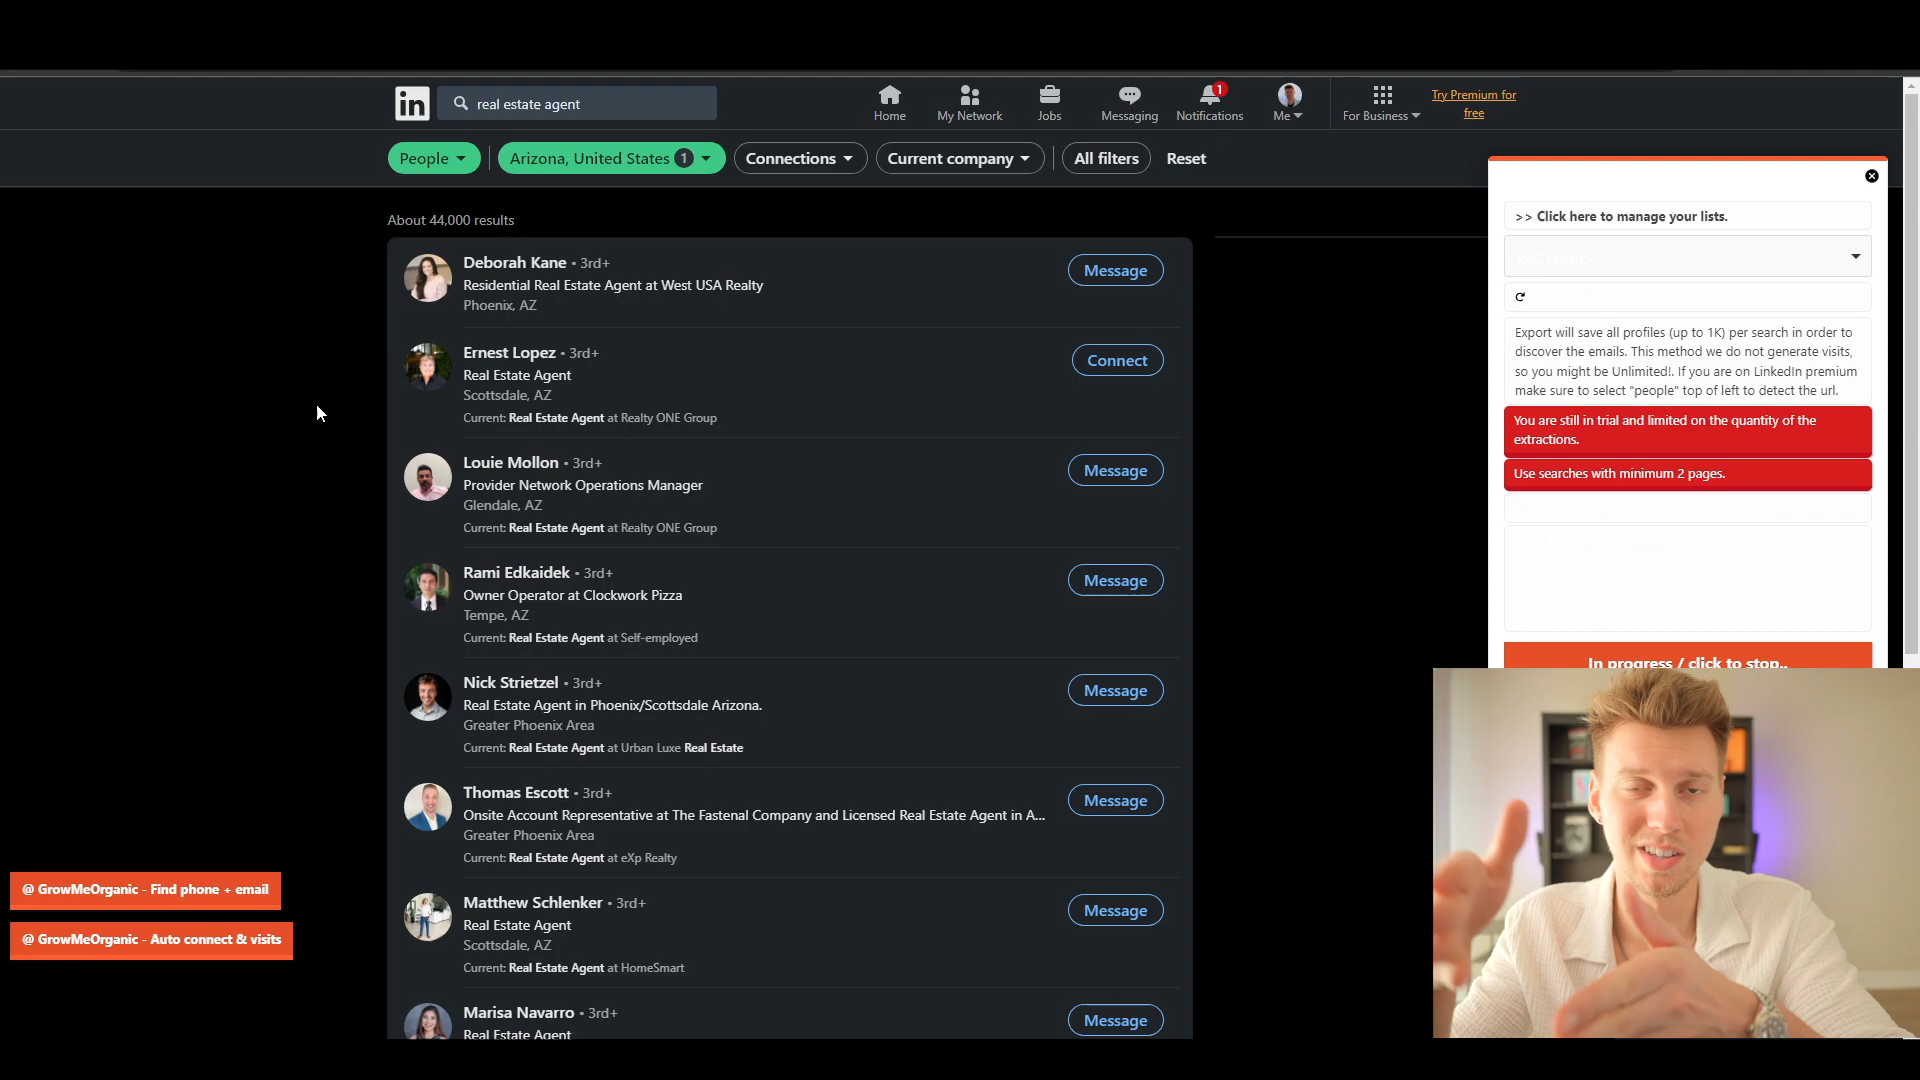 in
real estate agent
Home
My Network
Jobs
Messaging
1
Notifications
Me
For Business
Try Premium for
free
People
Arizona, United States 1
Connections
Current company
All filters
Reset
About 44,000 results
Deborah Kane • 3rd+
Residential Real Estate Agent at West USA Realty
Phoenix, AZ
Message
Ernest Lopez • 3rd+
Real Estate Agent
Scottsdale, AZ
Current: Real Estate Agent at Realty ONE Group
Connect
Louie Mollon • 3rd+
Provider Network Operations Manager
Glendale, AZ
Current: Real Estate Agent at Realty ONE Group
Message
Rami Edkaidek • 3rd+
Owner Operator at Clockwork Pizza
Tempe, AZ
Current: Real Estate Agent at Self-employed
Message
Nick Strietzel • 3rd+
Real Estate Agent in Phoenix/Scottsdale Arizona.
Greater Phoenix Area
Current: Real Estate Agent at Urban Luxe Real Estate
Message
Thomas Escott • 3rd+
Onsite Account Representative at The Fastenal Company and Licensed Real Estate Agent in A...
Greater Phoenix Area
Current: Real Estate Agent at eXp Realty
Message
Matthew Schlenker • 3rd+
Real Estate Agent
Scottsdale, AZ
Current: Real Estate Agent at HomeSmart
Message
Marisa Navarro • 3rd+
Real Estate Agent
Message
>> Click here to manage your lists.
Export will save all profiles (up to 1K) per search in order to
discover the emails. This method we do not generate visits,
so you might be Unlimited!. If you are on LinkedIn premium
make sure to select "people" top of left to detect the url.
You are still in trial and limited on the quantity of the
extractions.
Use searches with minimum 2 pages.
In progress / click to stop..
@ GrowMeOrganic - Find phone + email
@ GrowMeOrganic - Auto connect & visits